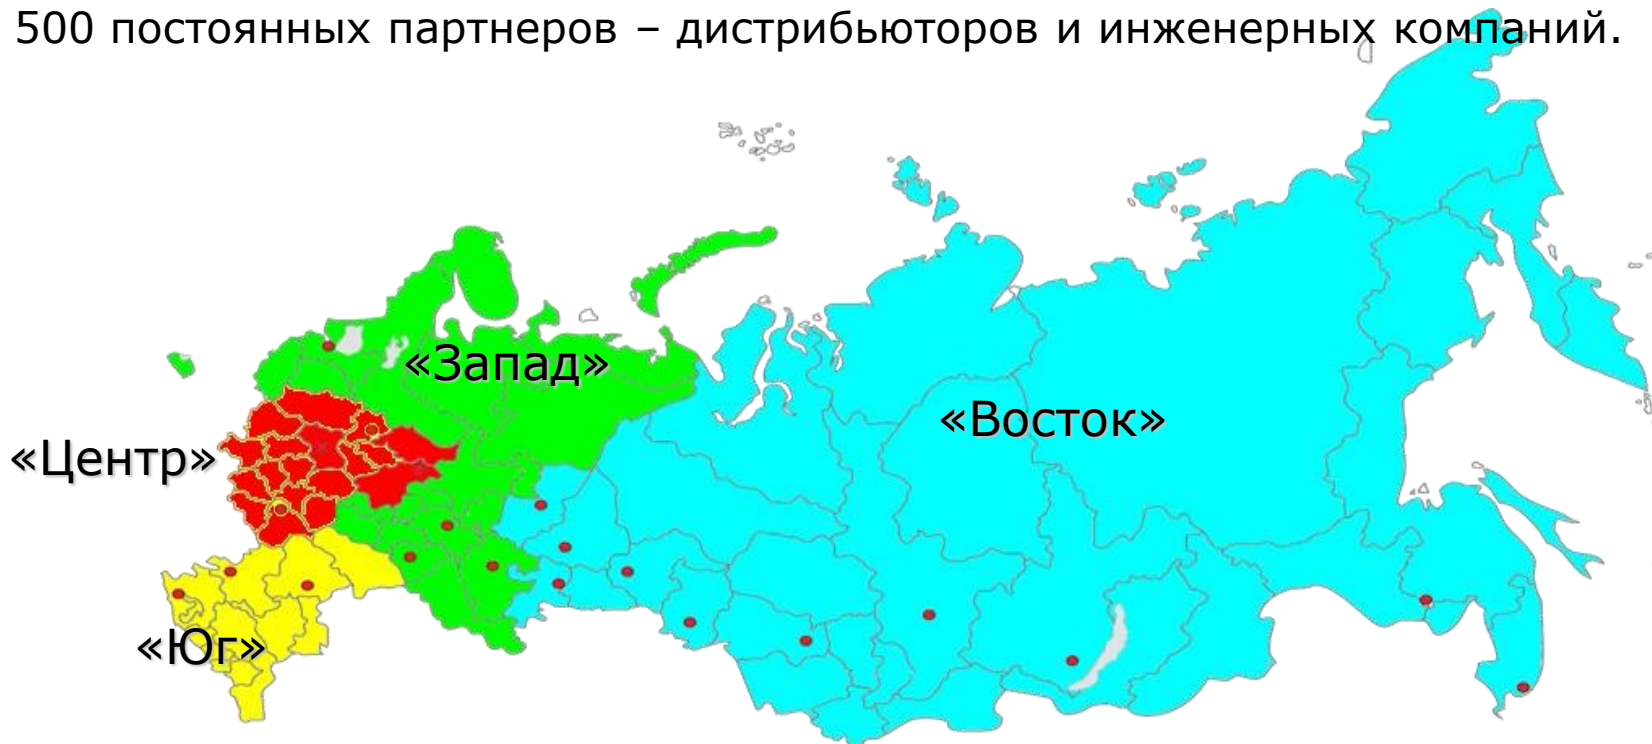 500 постоянных партнеров – дистрибьюторов и инженерных компаний.
«Запад»
«Восток»
«Центр»
«Юг»